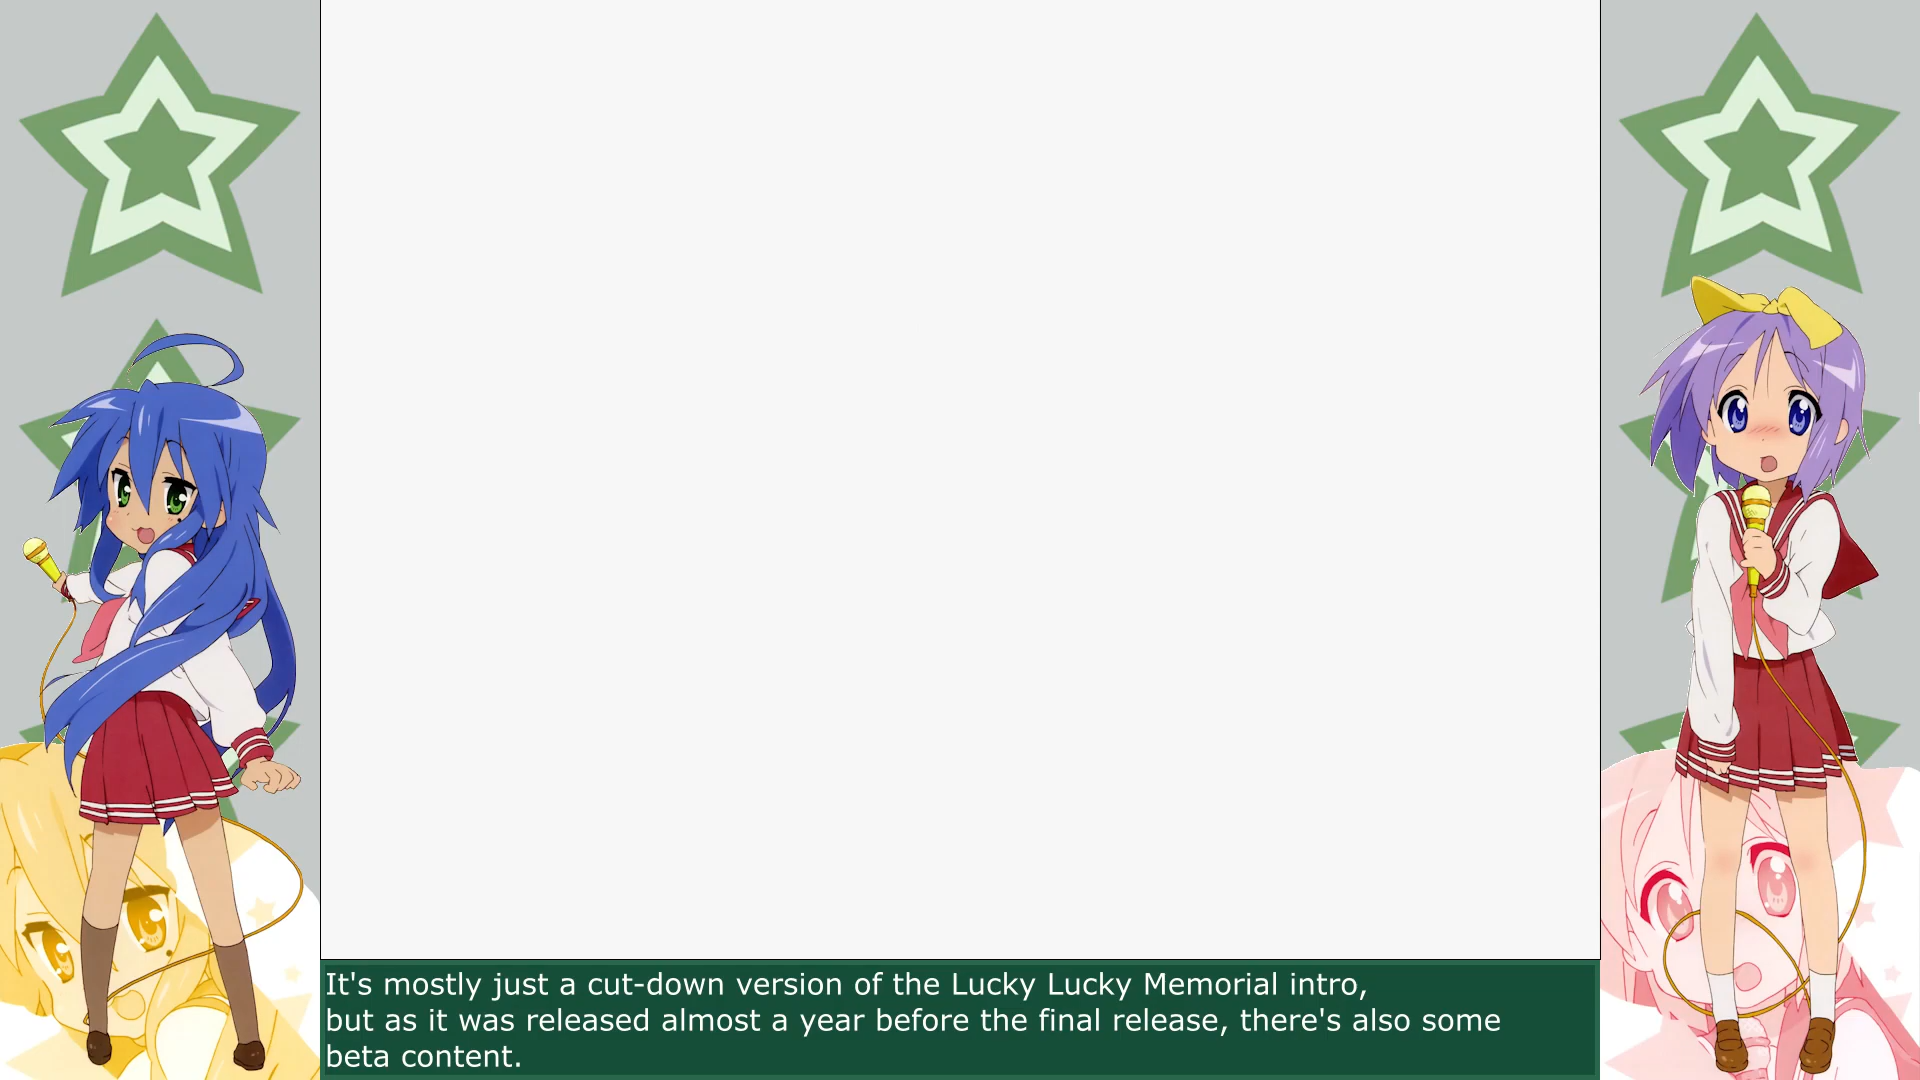 It's mostly just a cut-down version of the Lucky Lucky Memorial intro,
but as it was released almost a year before the final release, there's also some
beta content.